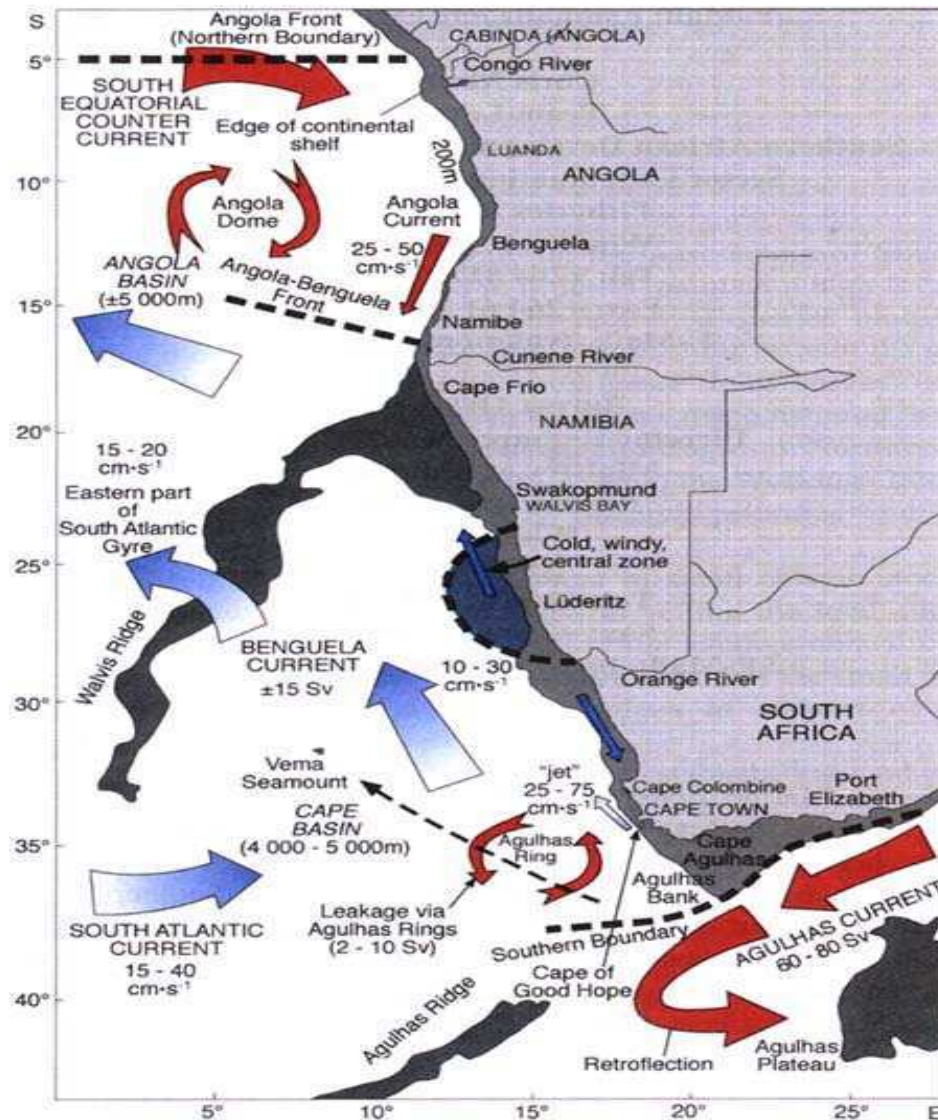 S
Angola Front
(Northern Boundary)
CABINDA (ANGOLA)
5°
Congo River
SOUTH
EQUATORIAL
COUNTER
CURRENT
Edge of continental
shelf
200m
LUANDA
10°
Angola
Dome
Angola
Current
ANGOLA
25 - 50
cm·s⁻¹
Benguela
ANGOLA
BASIN
(±5 000m)
Angola-Benguela
Front
15°
Namibe
Cunene River
Cape Frio
20°
NAMIBIA
15 - 20
cm·s⁻¹
Eastern part
of
South Atlantic
Gyre
Swakopmund
WALVIS BAY
Cold, windy,
central zone
25°
Lüderitz
Walvis Ridge
BENGUELA
CURRENT
±15 Sv
10 - 30
cm·s⁻¹
Orange River
30°
SOUTH
AFRICA
Vema
Seamount
"jet"
25 - 75
cm·s⁻¹
Cape Colombine
CAPE TOWN
Port
Elizabeth
CAPE
BASIN
(4 000 - 5 000m)
35°
Agulhas
Ring
Cape
Agulhas
Agulhas
Bank
Leakage via
Agulhas Rings
(2 - 10 Sv)
SOUTH ATLANTIC
CURRENT
15 - 40
cm·s⁻¹
Southern Boundary
AGULHAS CURRENT
60 - 80 Sv
Cape of
Good Hope
40°
Agulhas Ridge
Retroflection
Agulhas
Plateau
5°
10°
15°
20°
25°
E